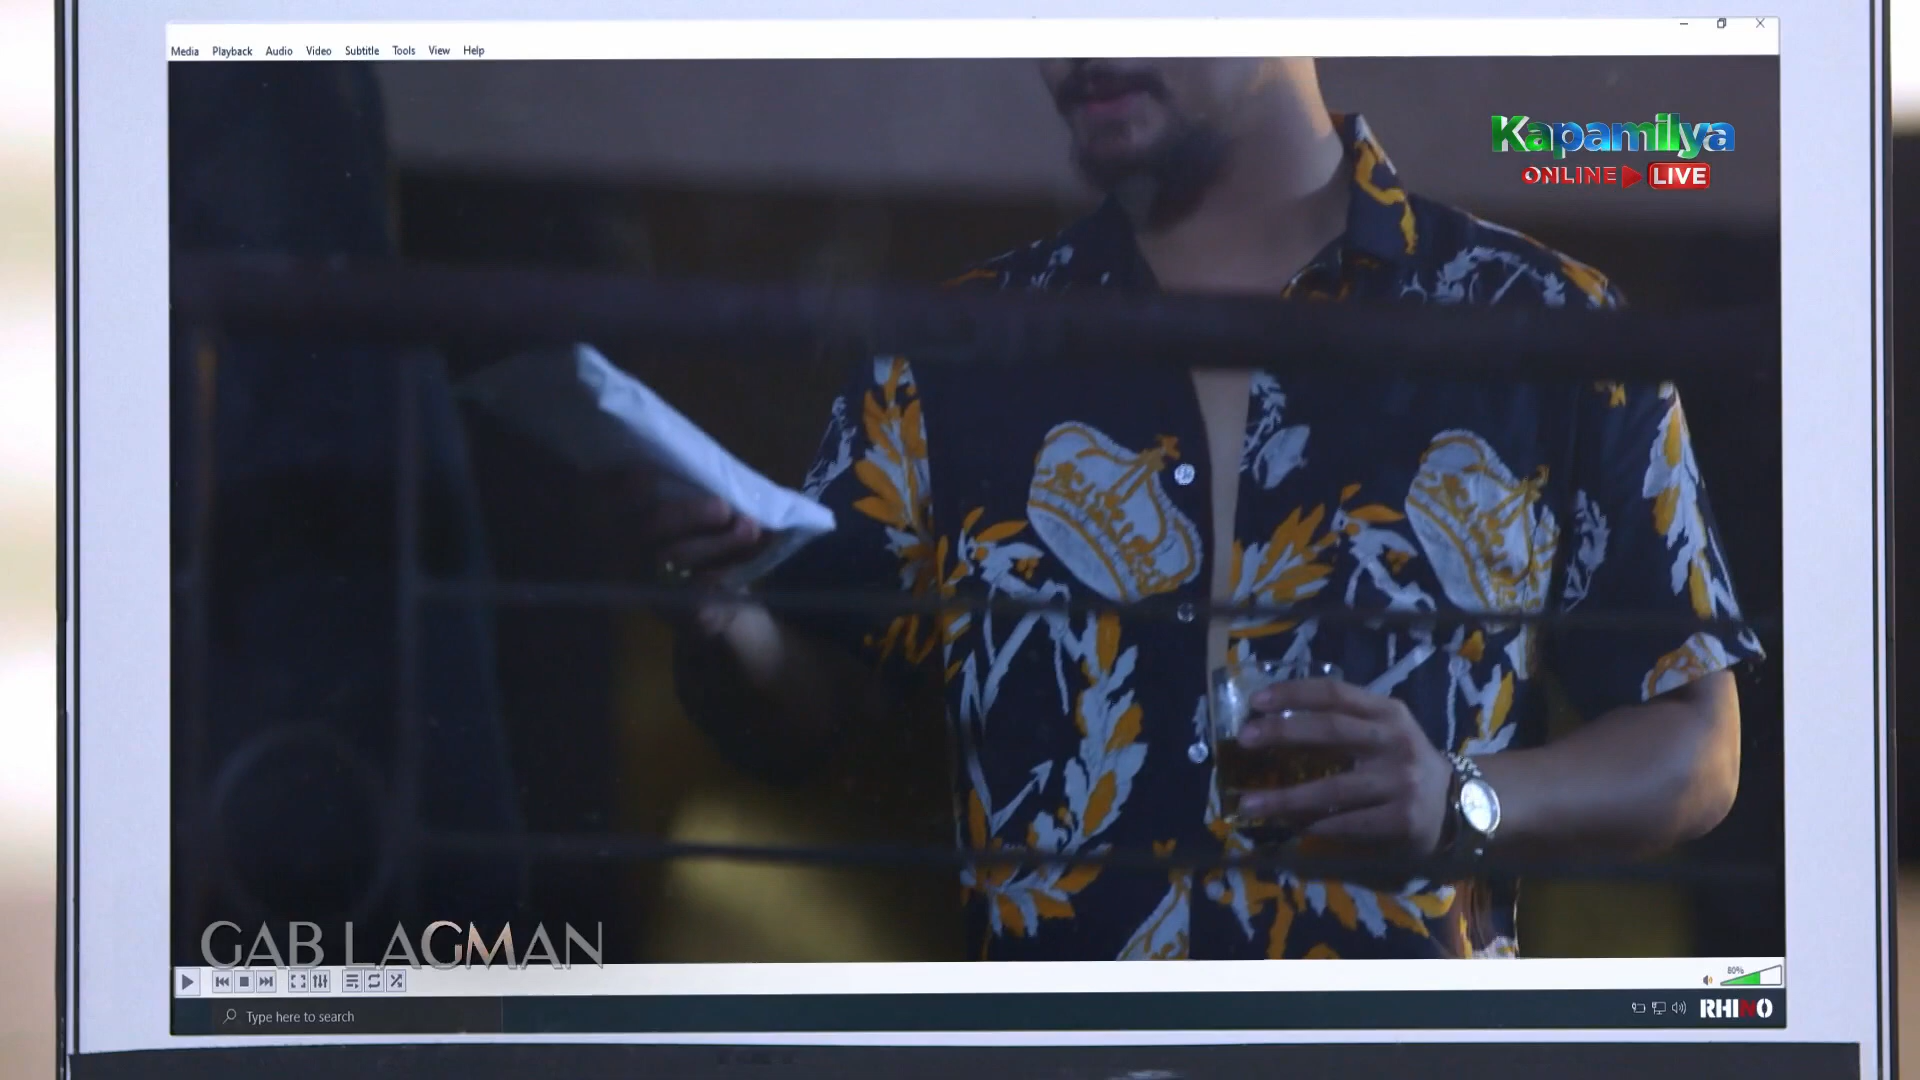 Media Playback Audio Video Subtitle Tools View Help
Kapamilya
ONLINE LIVE
GAB LAGMAN
80%
Type here to search
RHINO